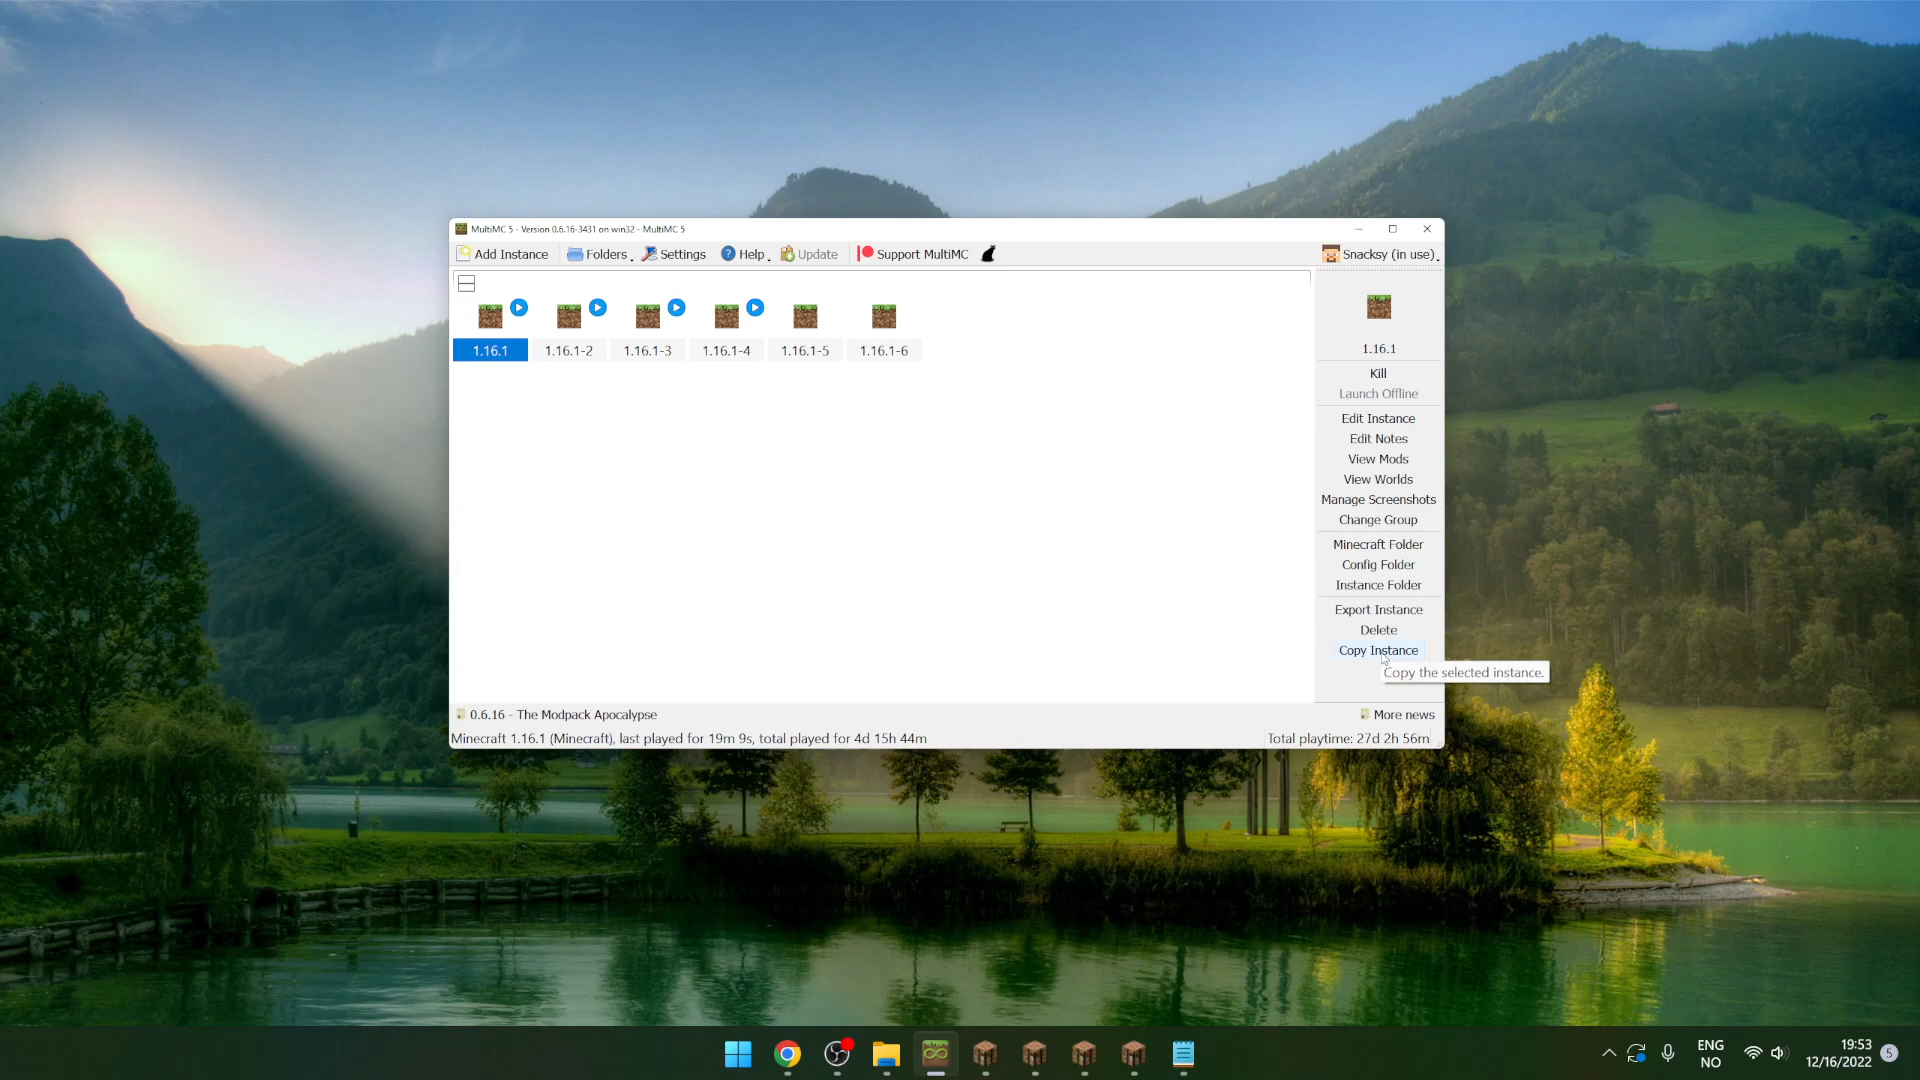 MultiMC 5 - Version 0.6.16-3431 on win32 - MultiMC 5
Add Instance
Folders
Settings
Help
Update
Support MultiMC
Snacksy (in use)
1.16.1
1.16.1-2
1.16.1-3
1.16.1-4
1.16.1-5
1.16.1-6
1.16.1
Kill
Launch Offline
Edit Instance
Edit Notes
View Mods
View Worlds
Manage Screenshots
Change Group
Minecraft Folder
Config Folder
Instance Folder
Export Instance
Delete
Copy Instance
Copy the selected instance.
0.6.16 - The Modpack Apocalypse
More news
Minecraft 1.16.1 (Minecraft), last played for 19m 9s, total played for 4d 15h 44m
Total playtime: 27d 2h 56m
ENG
NO
19:53
12/16/2022
5